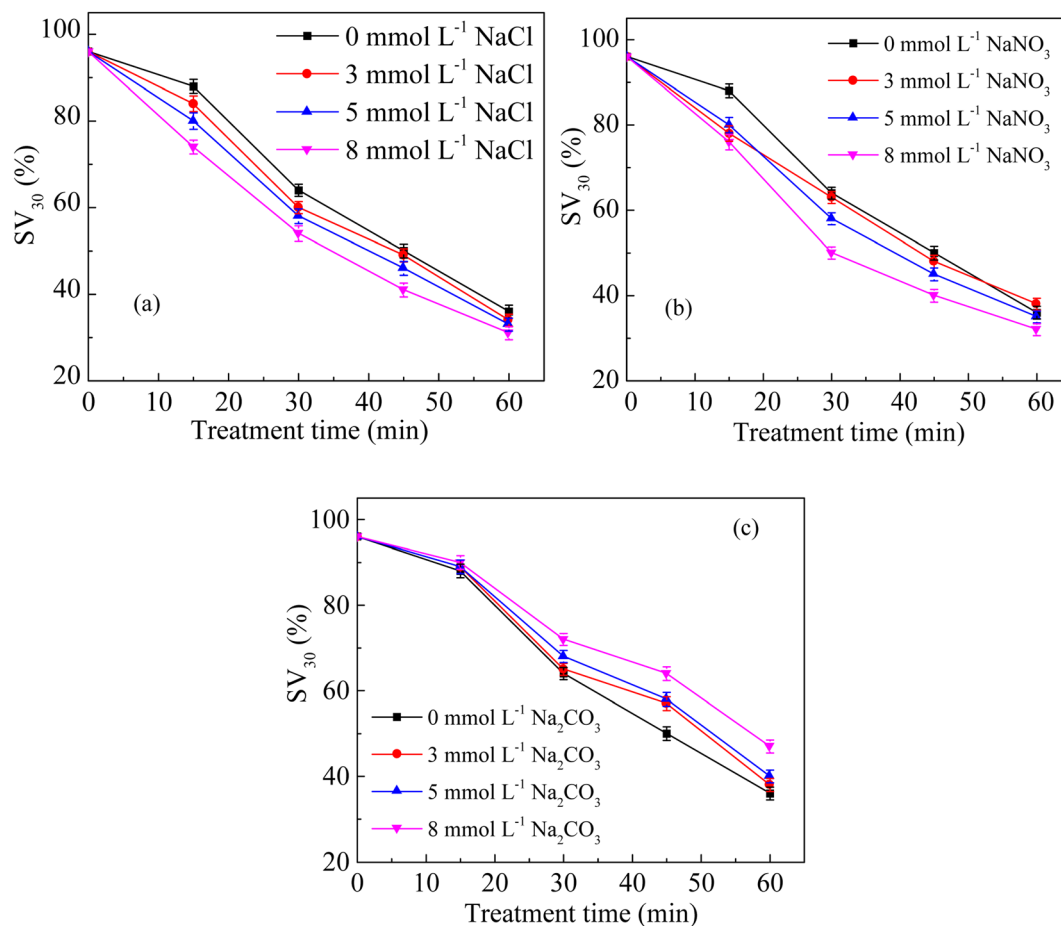 100
80
60
40
20
SV₃₀ (%)
0 mmol L⁻¹ NaCl
3 mmol L⁻¹ NaCl
5 mmol L⁻¹ NaCl
8 mmol L⁻¹ NaCl
(a)
0 10 20 30 40 50 60
Treatment time (min)
100
80
60
40
20
SV₃₀ (%)
0 mmol L⁻¹ NaNO₃
3 mmol L⁻¹ NaNO₃
5 mmol L⁻¹ NaNO₃
8 mmol L⁻¹ NaNO₃
(b)
0 10 20 30 40 50 60
Treatment time (min)
100
80
60
40
20
SV₃₀ (%)
(c)
0 mmol L⁻¹ Na₂CO₃
3 mmol L⁻¹ Na₂CO₃
5 mmol L⁻¹ Na₂CO₃
8 mmol L⁻¹ Na₂CO₃
0 10 20 30 40 50 60
Treatment time (min)